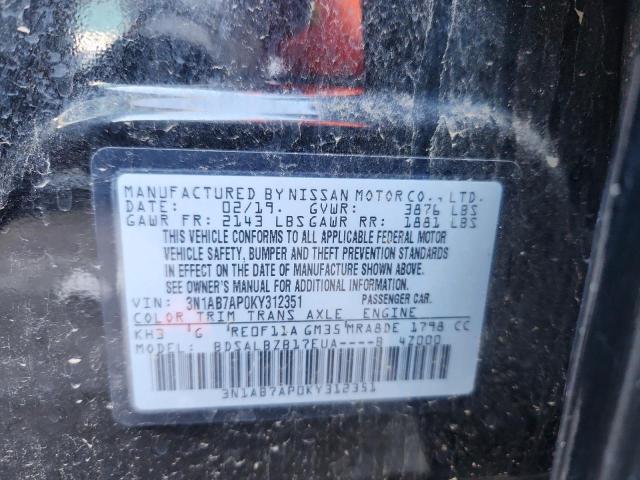 MANUFACTURED BY NISSAN MOTOR CO., LTD.
DATE: 02/19. GVWR: 3876 LBS
GAWR FR: 2143 LBS GAWR RR: 1881 LBS
THIS VEHICLE CONFORMS TO ALL APPLICABLE FEDERAL MOTOR
VEHICLE SAFETY, BUMPER AND THEFT PREVENTION STANDARDS
IN EFFECT ON THE DATE OF MANUFACTURE SHOWN ABOVE.
SEE OWNER'S MANUAL FOR ADDITIONAL INFORMATION.
VIN: 3N1AB7AP0KY312351 PASSENGER CAR.
COLOR TRIM TRANS AXLE ENGINE
KH3 G RE0F11A GM35 MRA8DE 1798 CC
MODEL: BDSALBZB17EUA----B 4Z000
3N1AB7AP0KY312351